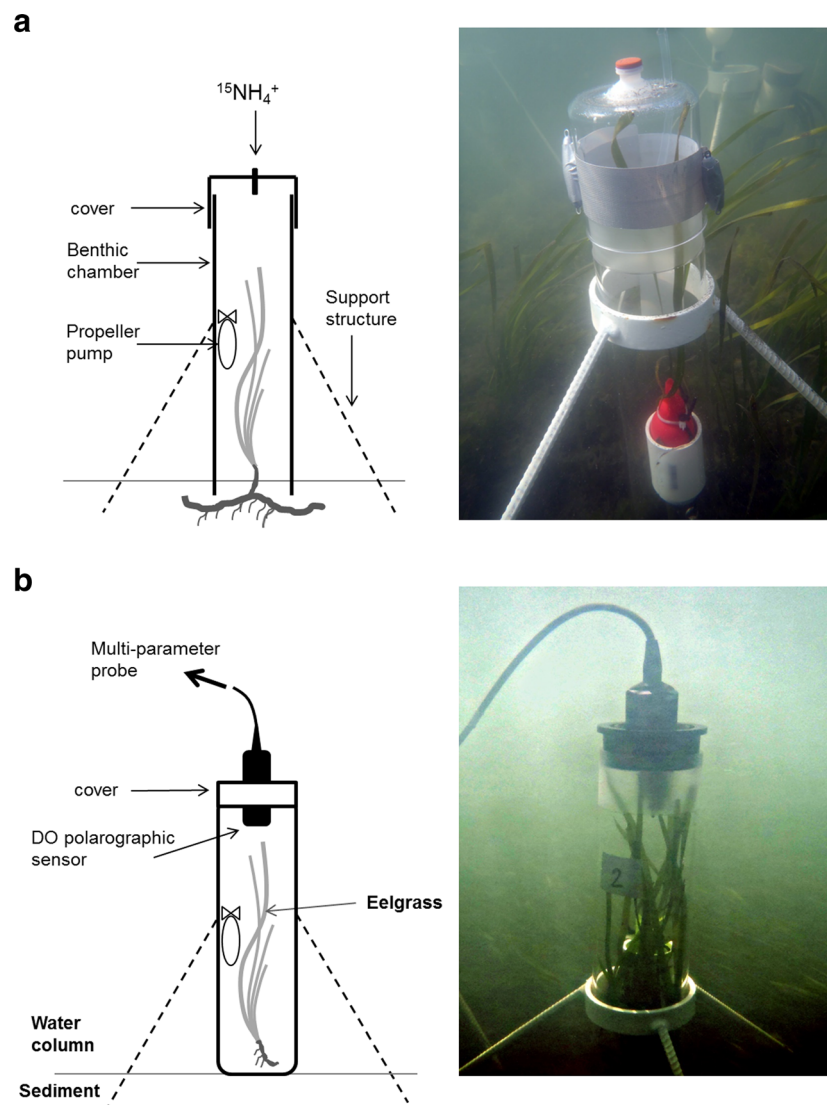 a
¹⁵NH₄⁺
cover
Benthic
chamber
Propeller
pump
Support
structure
b
Multi-parameter
probe
cover
DO polarographic
sensor
Eelgrass
Water
column
Sediment
2